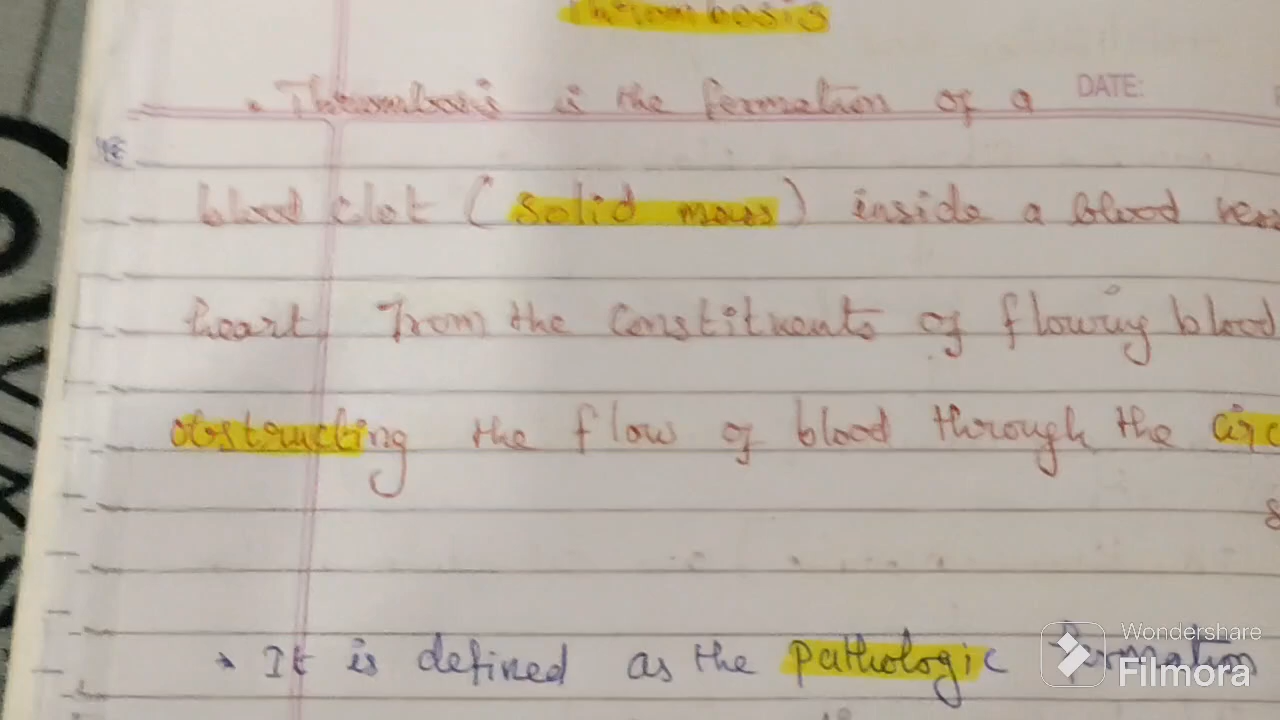 Thrombosis
• Thrombosis is the formation of a DATE:
blood clot (solid mass) inside a blood
heart from the constituents of flowing blood
obstructing the flow of blood through the
• It is defined as the pathologic formation
Wondershare
Filmora